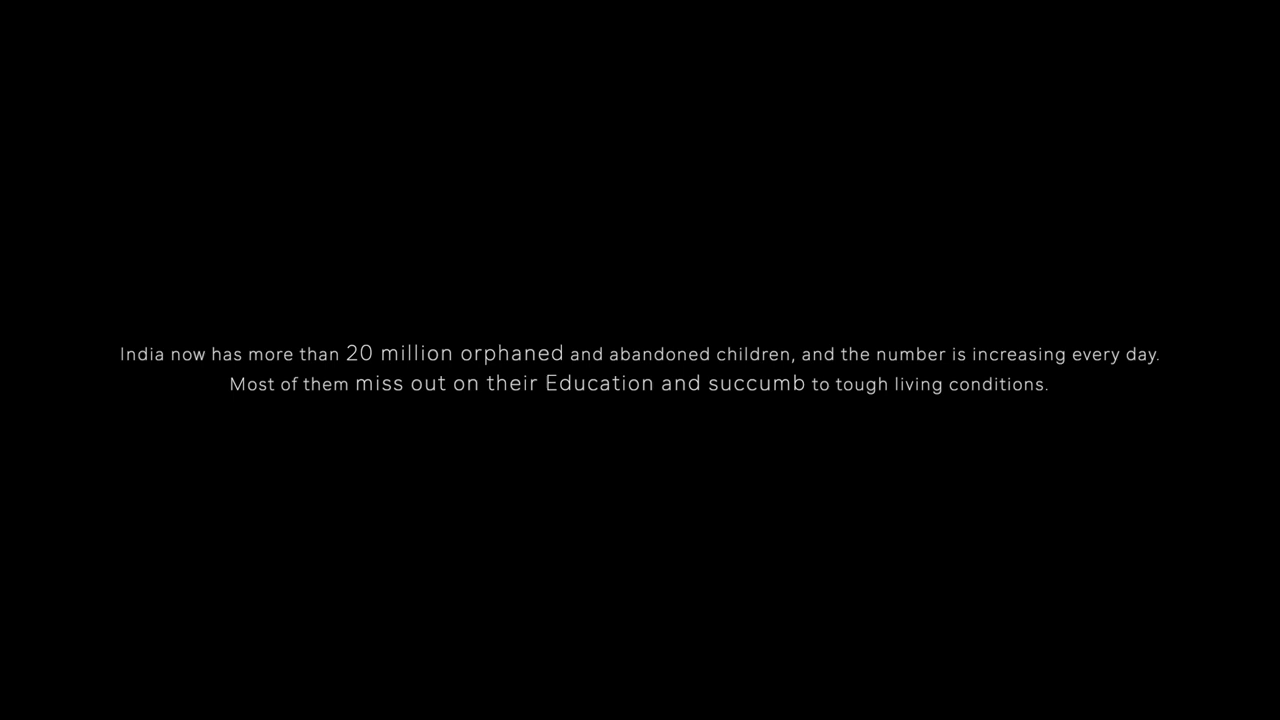 India now has more than 20 million orphaned and abandoned children, and the number is increasing every day.
Most of them miss out on their Education and succumb to tough living conditions.